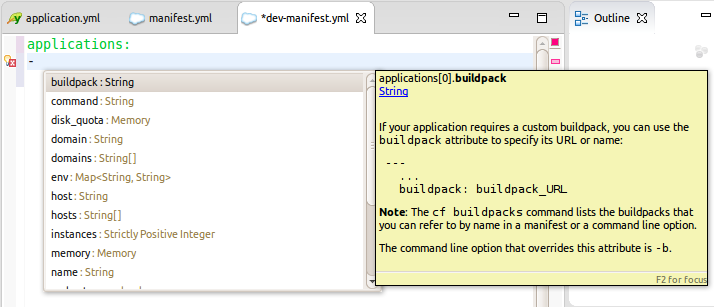 application.yml
manifest.yml
*dev-manifest.yml
Outline
applications:
-
buildpack : String
command : String
disk_quota : Memory
domain : String
domains : String[]
env : Map<String, String>
host : String
hosts : String[]
instances : Strictly Positive Integer
memory : Memory
name : String
applications[0].buildpack
String
If your application requires a custom buildpack, you can use the
buildpack attribute to specify its URL or name:
---
...
buildpack: buildpack_URL
Note: The cf buildpacks command lists the buildpacks that
you can refer to by name in a manifest or a command line option.
The command line option that overrides this attribute is -b.
F2 for focus